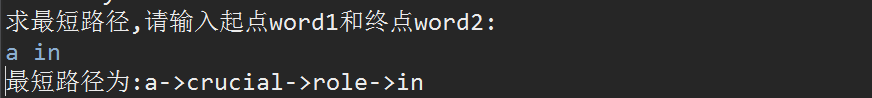 求最短路径,请输入起点word1和终点word2:
a in
最短路径为:a->crucial->role->in